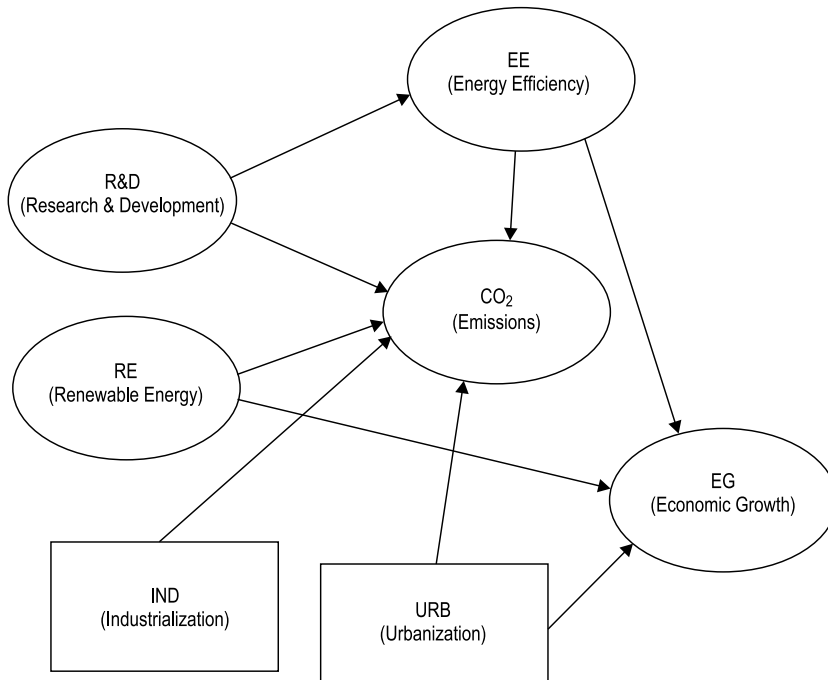 EE
(Energy Efficiency)
R&D
(Research & Development)
CO₂
(Emissions)
RE
(Renewable Energy)
EG
(Economic Growth)
IND
(Industrialization)
URB
(Urbanization)